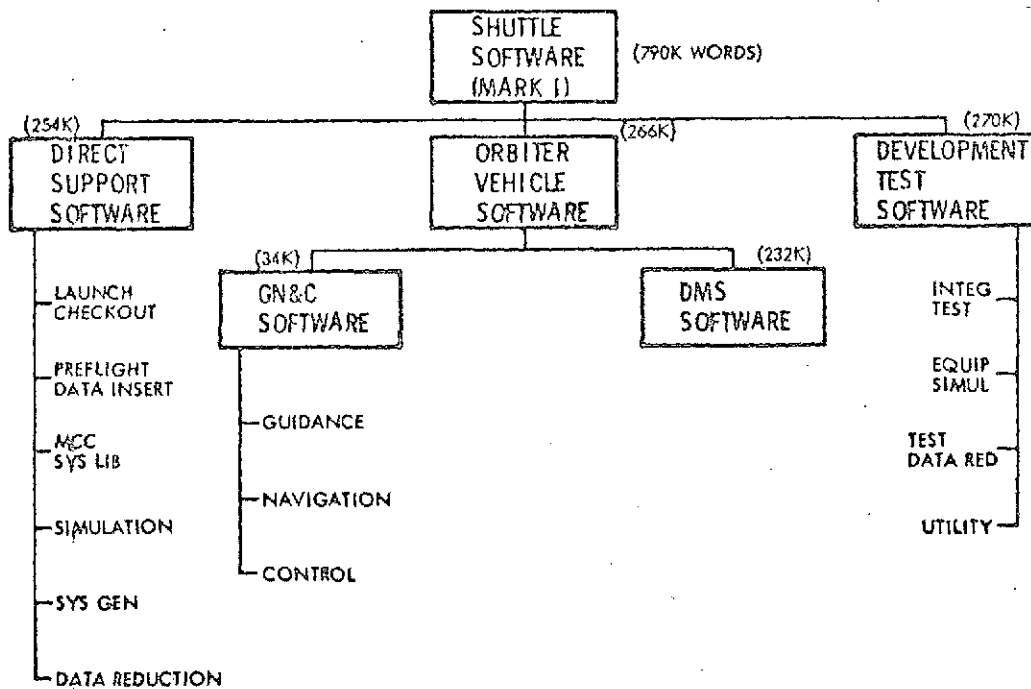 SHUTTLE
SOFTWARE
(MARK I)
(790K WORDS)
(254K)
DIRECT
SUPPORT
SOFTWARE
(266K)
ORBITER
VEHICLE
SOFTWARE
(270K)
DEVELOPMENT
TEST
SOFTWARE
(34K)
GN&C
SOFTWARE
(232K)
DMS
SOFTWARE
LAUNCH
CHECKOUT
PREFLIGHT
DATA INSERT
MCC
SYS LIB
SIMULATION
SYS GEN
DATA REDUCTION
GUIDANCE
NAVIGATION
CONTROL
INTEG
TEST
EQUIP
SIMUL
TEST
DATA RED
UTILITY